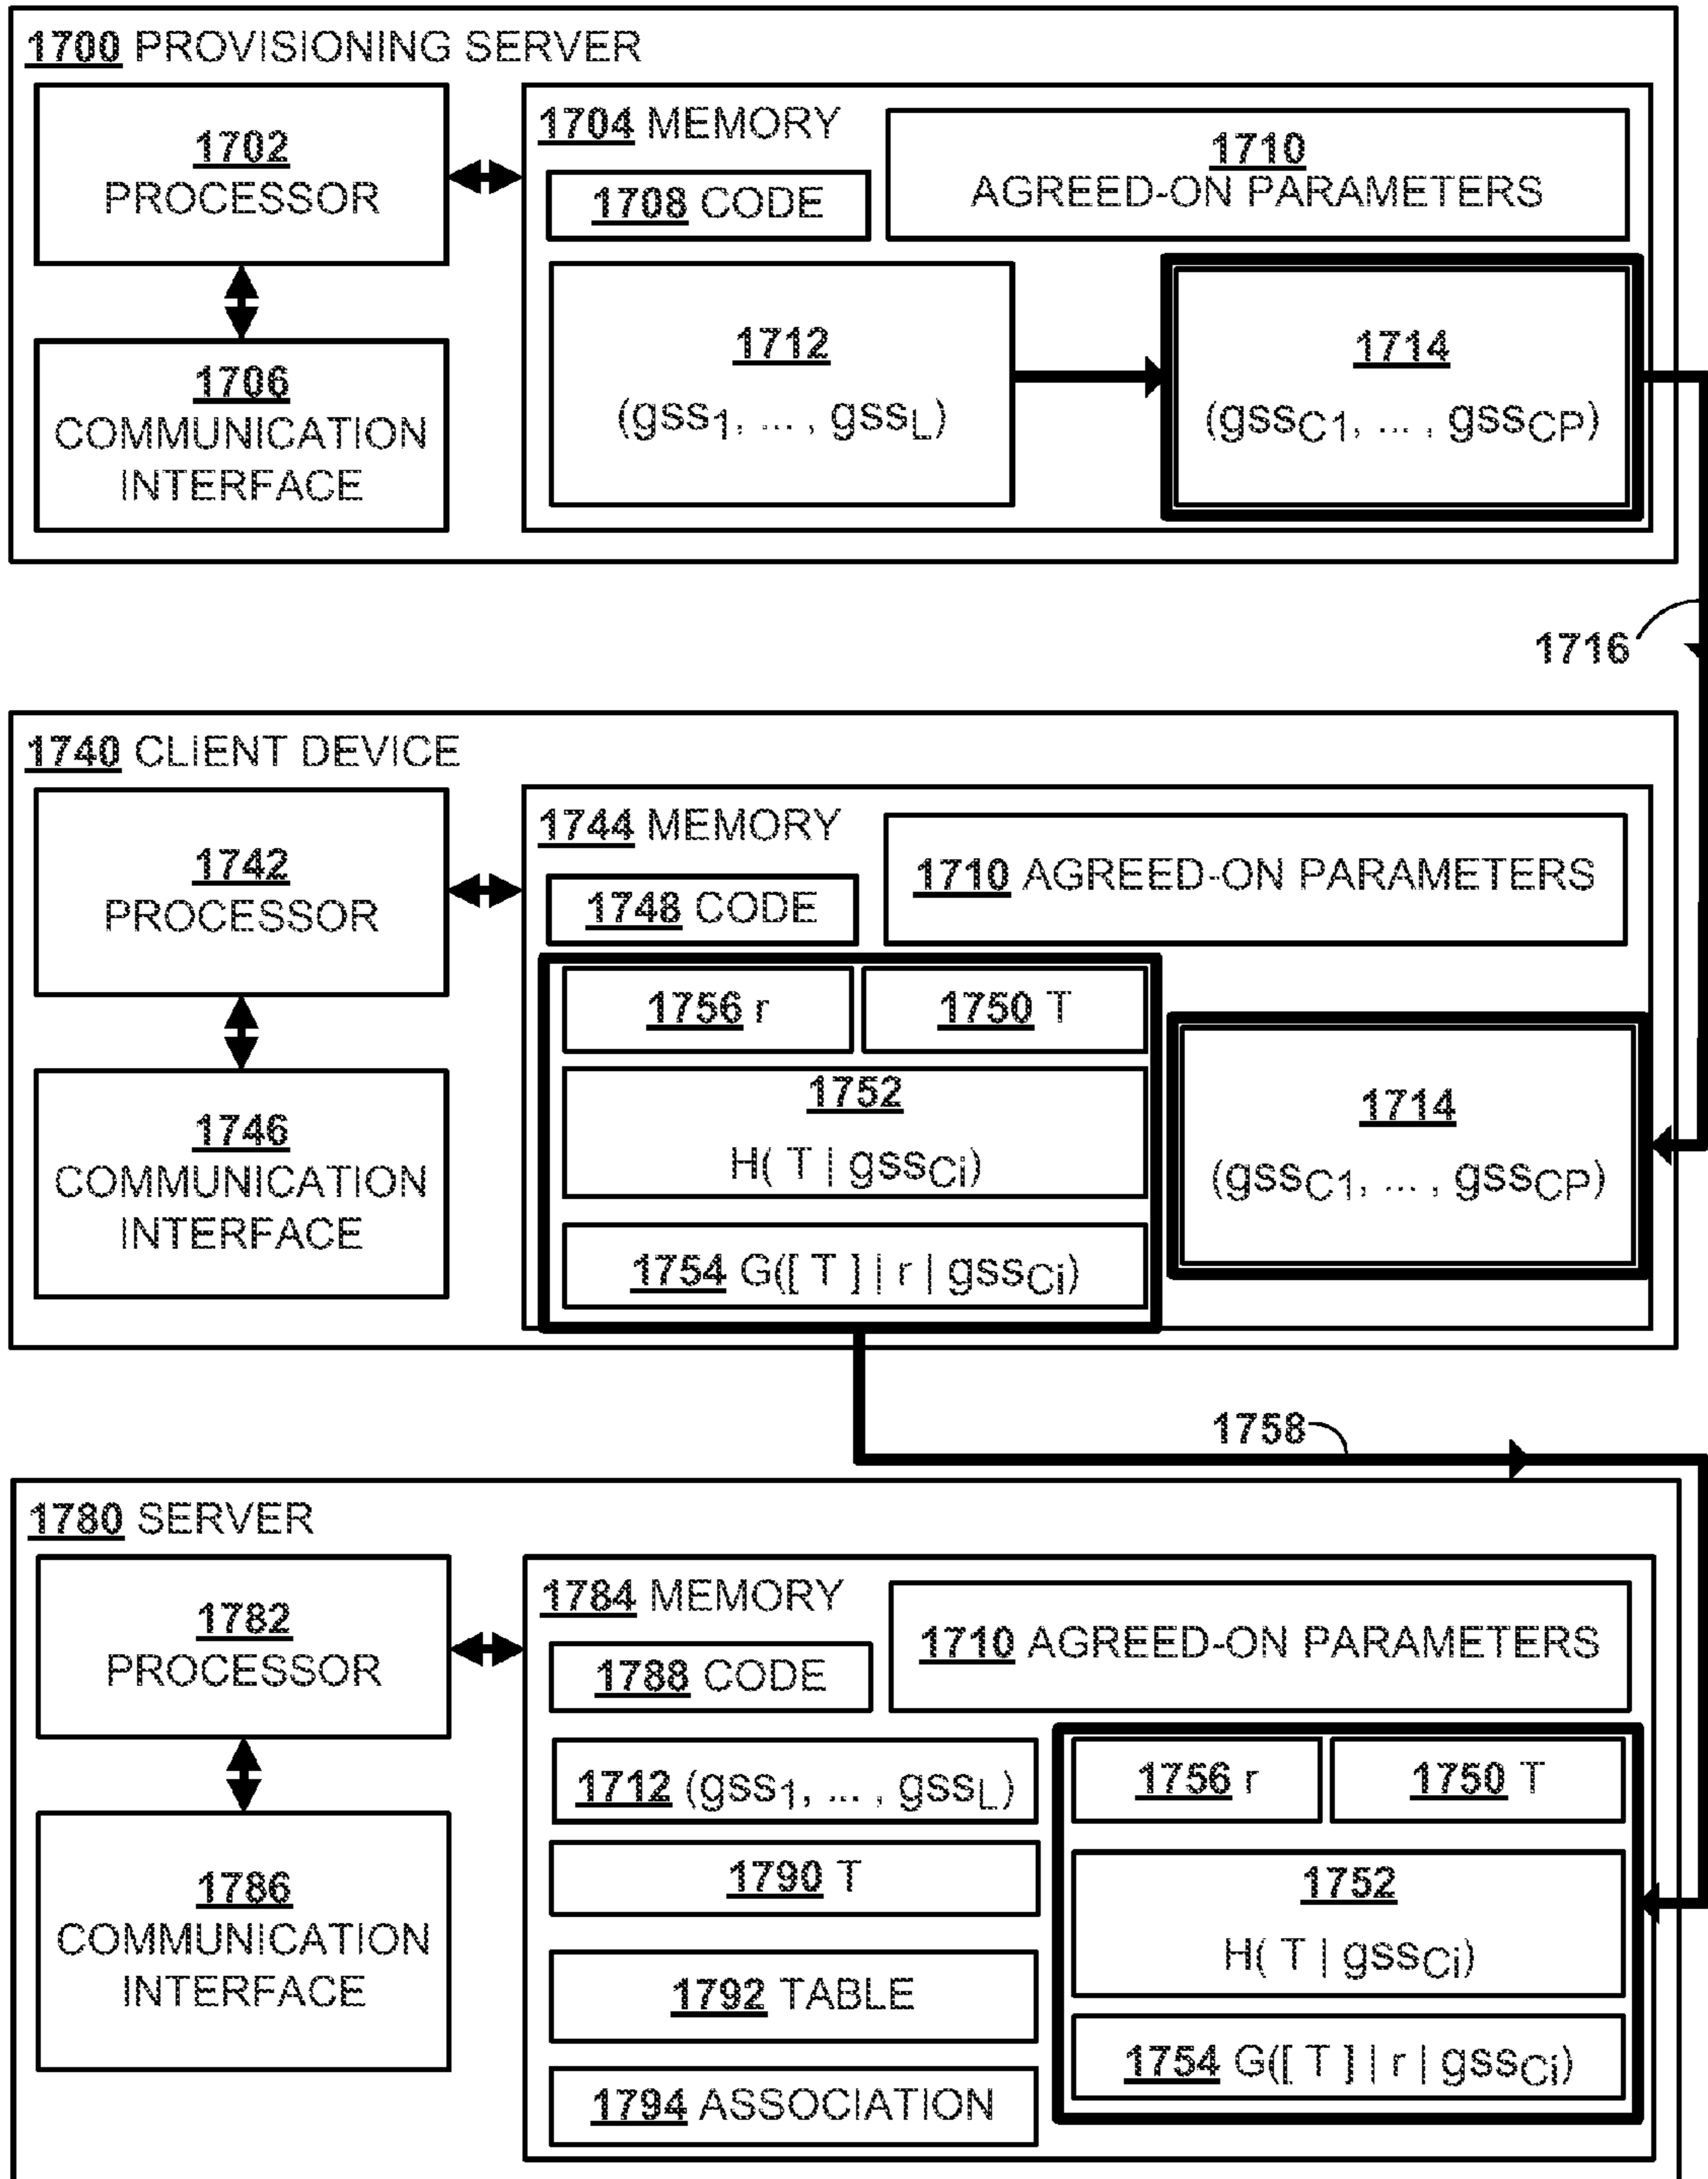 1700 PROVISIONING SERVER
1702
PROCESSOR
1706
COMMUNICATION
INTERFACE
1704 MEMORY
1708 CODE
1710
AGREED-ON PARAMETERS
1712
(gss1, ... , gssL)
1714
(gssC1, ... , gssCP)
1716
1740 CLIENT DEVICE
1742
PROCESSOR
1746
COMMUNICATION
INTERFACE
1744 MEMORY
1748 CODE
1710 AGREED-ON PARAMETERS
1756 r
1750 T
1752
H( T | gssCi)
1754 G([ T ] | r | gssCi)
1714
(gssC1, ... , gssCP)
1758
1780 SERVER
1782
PROCESSOR
1786
COMMUNICATION
INTERFACE
1784 MEMORY
1788 CODE
1710 AGREED-ON PARAMETERS
1712 (gss1, ... , gssL)
1790 T
1792 TABLE
1794 ASSOCIATION
1756 r
1750 T
1752
H( T | gssCi)
1754 G([ T ] | r | gssCi)